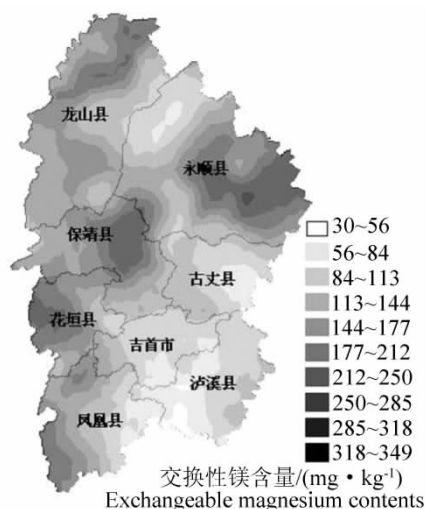 龙山县
永顺县
保靖县
古丈县
花垣县
吉首市
泸溪县
凤凰县
30~56
56~84
84~113
113~144
144~177
177~212
212~250
250~285
285~318
318~349
交换性镁含量/(mg·kg⁻¹)
Exchangeable magnesium contents